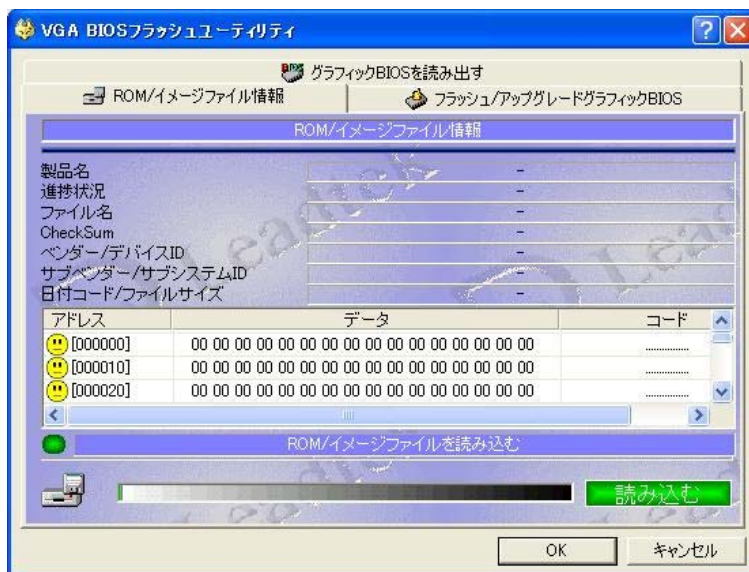 VGA BIOSフラッシュユーティリティ
グラフィックBIOSを読み出す
ROM/イメージファイル情報
フラッシュ/アップグレードグラフィックBIOS
ROM/イメージファイル情報
製品名 -
進捗状況 -
ファイル名 -
CheckSum -
ベンダー/デバイスID -
サブベンダー/サブシステムID -
日付コード/ファイルサイズ -
アドレス データ コード
[000000] 00 00 00 00 00 00 00 00 00 00 00 00 00 00 00 00 ................
[000010] 00 00 00 00 00 00 00 00 00 00 00 00 00 00 00 00 ................
[000020] 00 00 00 00 00 00 00 00 00 00 00 00 00 00 00 00 ................
ROM/イメージファイルを読み込む
読み込む
OK キャンセル
Leadtek